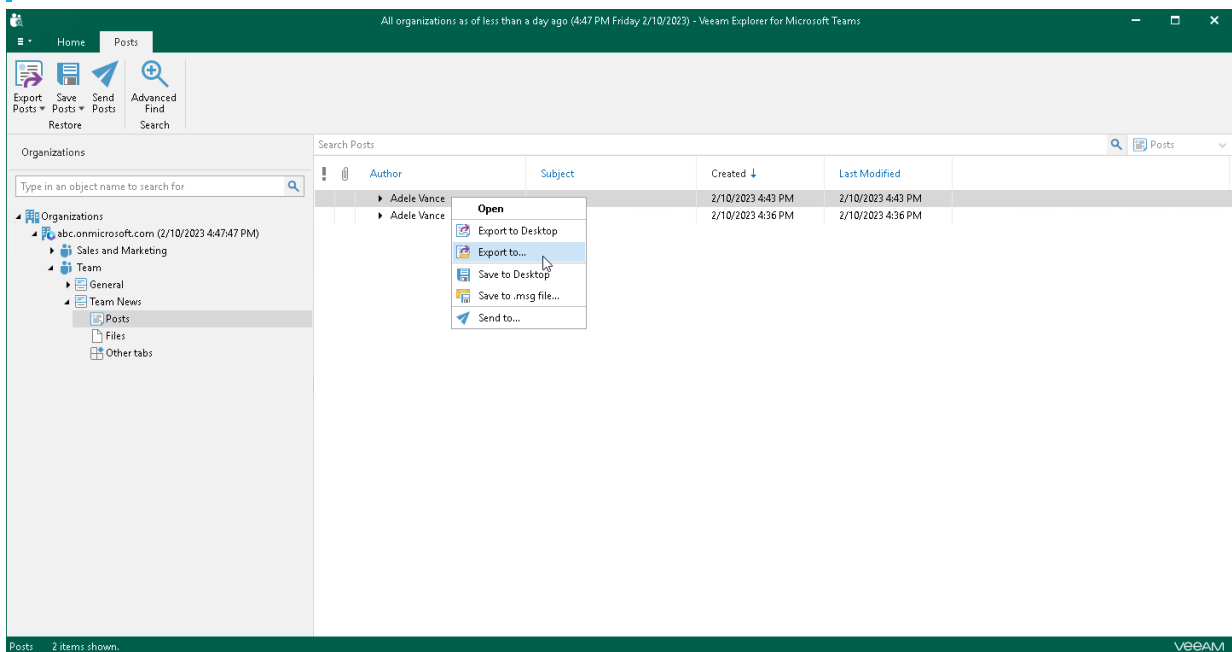 All organizations as of less than a day ago (4:47 PM Friday 2/10/2023) - Veeam Explorer for Microsoft Teams
Home Posts
Export Posts
Save Posts
Send Posts
Advanced Find
Restore Search
Organizations
Search Posts
Posts
Type in an object name to search for
! Author Subject Created ↓ Last Modified
Adele Vance 2/10/2023 4:43 PM 2/10/2023 4:43 PM
Adele Vance 2/10/2023 4:36 PM 2/10/2023 4:36 PM
Open
Export to Desktop
Export to...
Save to Desktop
Save to .msg file...
Send to...
Organizations
abc.onmicrosoft.com (2/10/2023 4:47:47 PM)
Sales and Marketing
Team
General
Team News
Posts
Files
Other tabs
Posts 2 items shown.
VEEAM